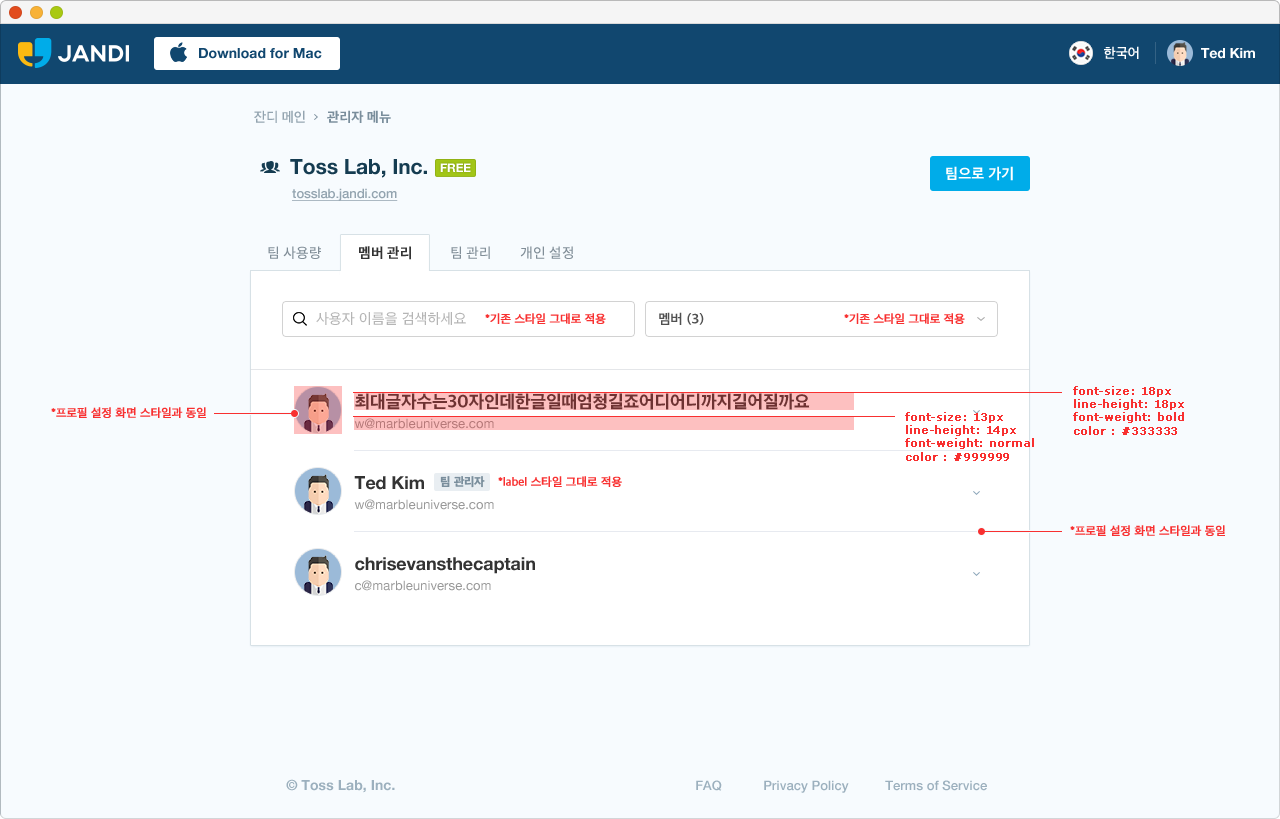 JANDI
Download for Mac
한국어
Ted Kim
잔디 메인 › 관리자 메뉴
Toss Lab, Inc. FREE
tosslab.jandi.com
팀으로 가기
팀 사용량
멤버 관리
팀 관리
개인 설정
사용자 이름을 검색하세요 *기존 스타일 그대로 적용
멤버 (3) *기존 스타일 그대로 적용
*프로필 설정 화면 스타일과 동일
최대글자수는30자인데한글일때엄청길죠어디어디까지길어질까요
w@marbleuniverse.com
font-size: 18px
line-height: 18px
font-weight: bold
color : #333333
font-size: 13px
line-height: 14px
font-weight: normal
color : #999999
Ted Kim 팀 관리자 *label 스타일 그대로 적용
w@marbleuniverse.com
*프로필 설정 화면 스타일과 동일
chrisevansthecaptain
c@marbleuniverse.com
© Toss Lab, Inc.
FAQ
Privacy Policy
Terms of Service